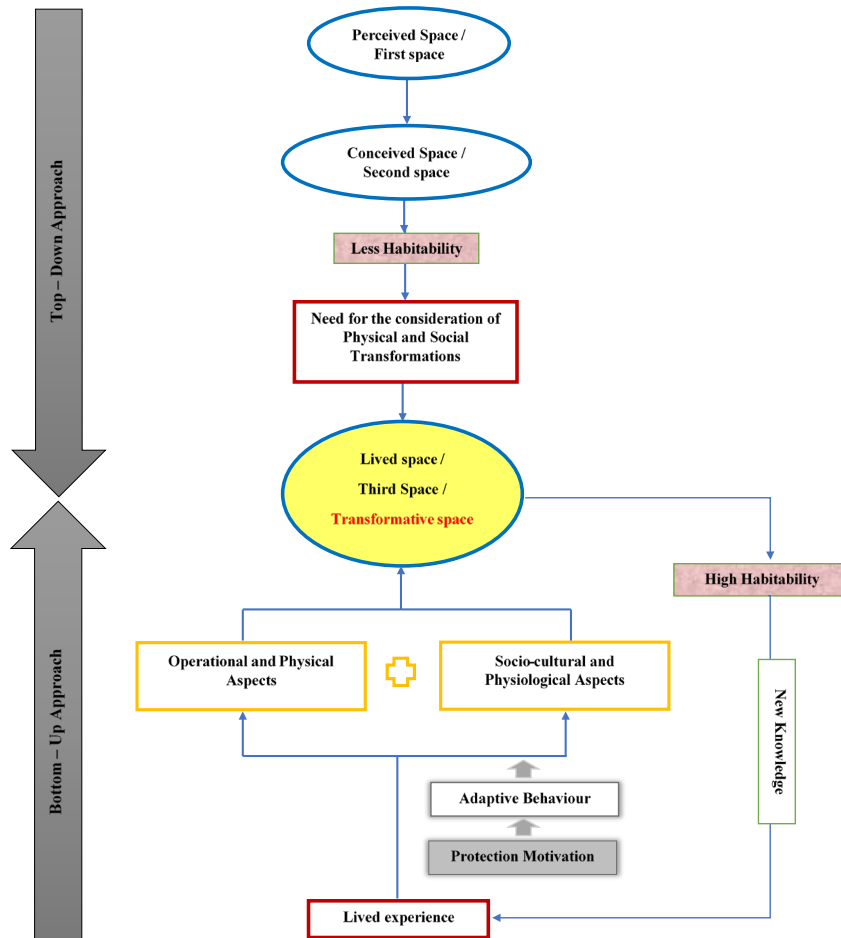 Perceived Space /
First space
Conceived Space /
Second space
Top – Down Approach
Less Habitability
Need for the consideration of
Physical and Social
Transformations
Lived space /
Third Space /
Transformative space
High Habitability
Operational and Physical
Aspects
Socio-cultural and
Physiological Aspects
New Knowledge
Bottom – Up Approach
Adaptive Behaviour
Protection Motivation
Lived experience